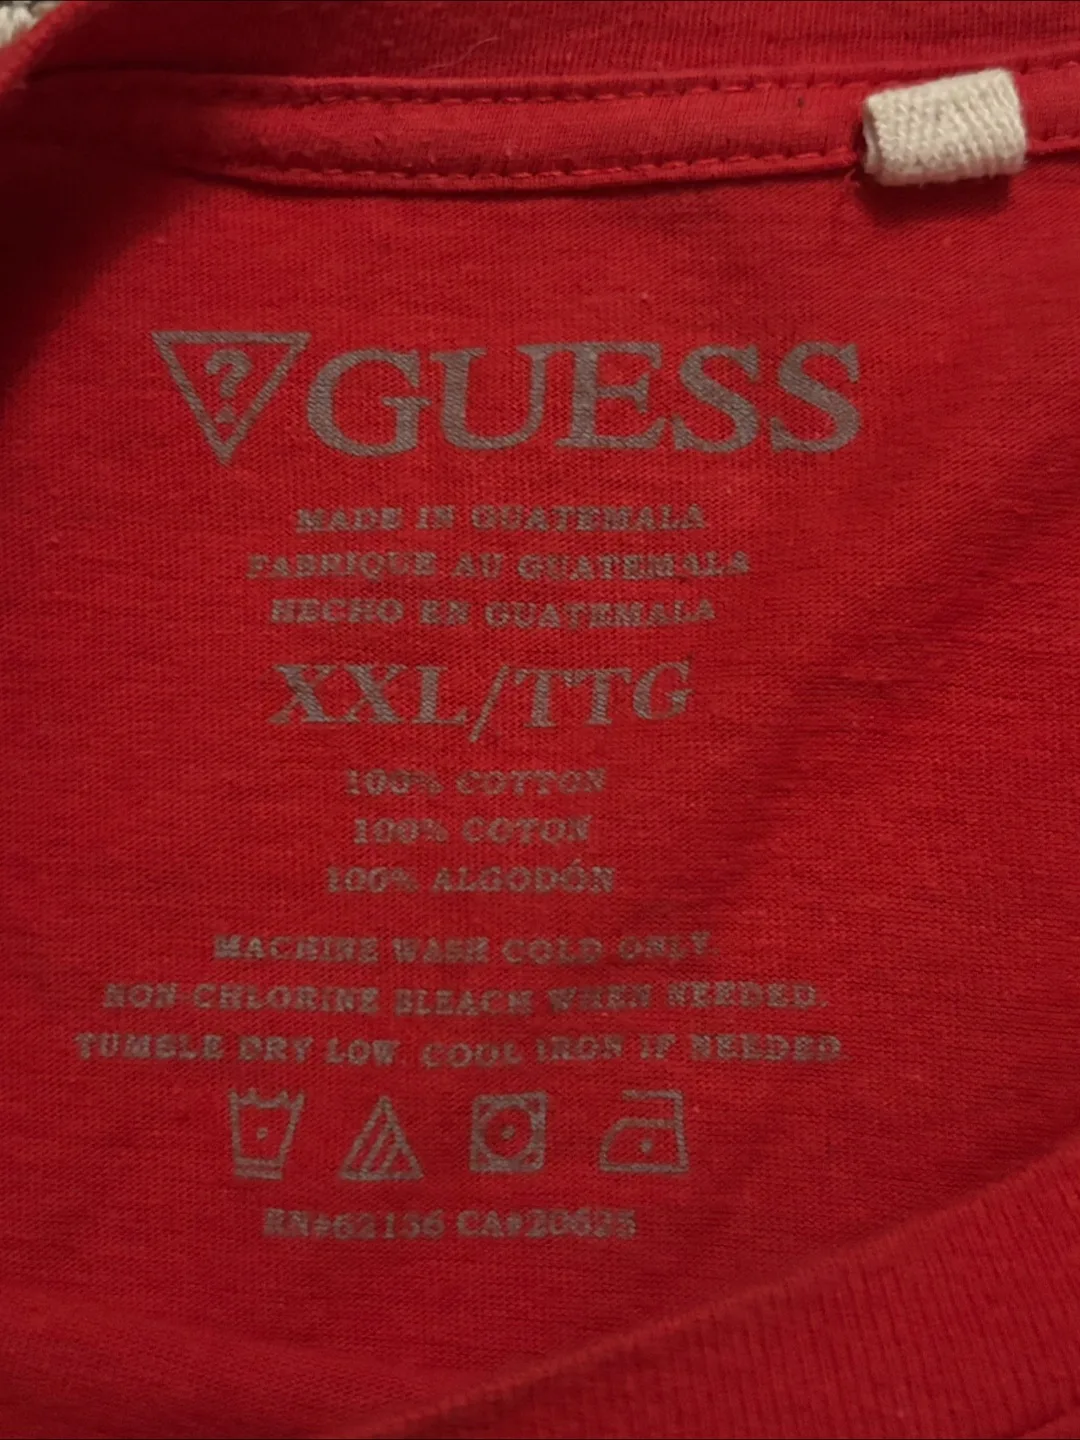 ? GUESS
MADE IN GUATEMALA
FABRIQUE AU GUATEMALA
HECHO EN GUATEMALA
XXL/TTG
100% COTTON
100% COTON
100% ALGODÓN
MACHINE WASH COLD ONLY.
NON-CHLORINE BLEACH WHEN NEEDED.
TUMBLE DRY LOW. COOL IRON IF NEEDED.
RN#62136 CA#20625